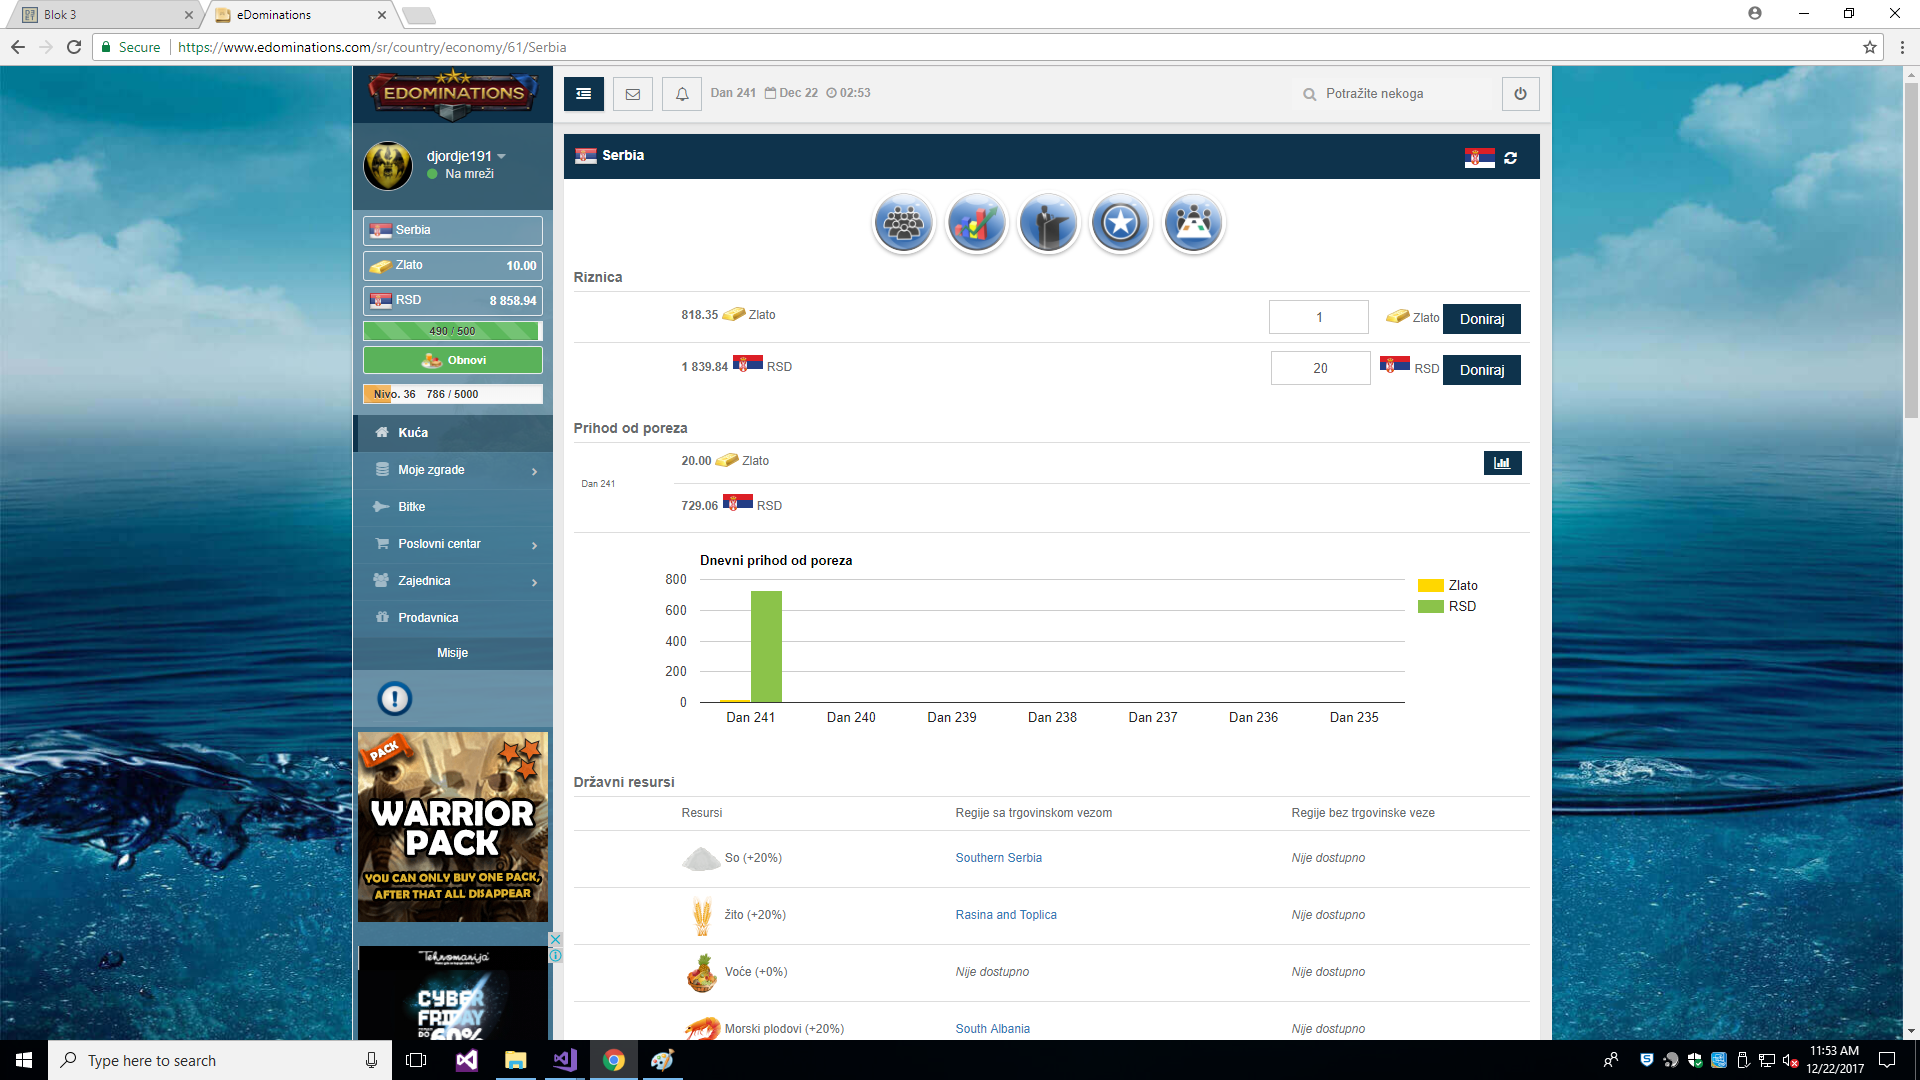 Blok 3
eDominations
Secure
https://www.edominations.com/sr/country/economy/61/Serbia
EDOMINATIONS
Dan 241 Dec 22 02:53
Potražite nekoga
djordje191
Na mreži
Serbia
Zlato 10.00
RSD 8 858.94
490 / 500
Obnovi
Nivo. 36 786 / 5000
Kuća
Moje zgrade
Bitke
Poslovni centar
Zajednica
Prodavnica
Misije
PACK
WARRIOR
PACK
YOU CAN ONLY BUY ONE PACK,
AFTER THAT ALL DISAPPEAR
Tehnomanija
CYBER
FRIDAY
DO 60%
Serbia
Riznica
818.35 Zlato
1 Zlato Doniraj
1 839.84 RSD
20 RSD Doniraj
Prihod od poreza
Dan 241
20.00 Zlato
729.06 RSD
Dnevni prihod od poreza
800
600
400
200
0
Dan 241 Dan 240 Dan 239 Dan 238 Dan 237 Dan 236 Dan 235
Zlato
RSD
Državni resursi
Resursi Regije sa trgovinskom vezom Regije bez trgovinske veze
So (+20%) Southern Serbia Nije dostupno
žito (+20%) Rasina and Toplica Nije dostupno
Voće (+0%) Nije dostupno Nije dostupno
Morski plodovi (+20%) South Albania Nije dostupno
Type here to search
11:53 AM
12/22/2017